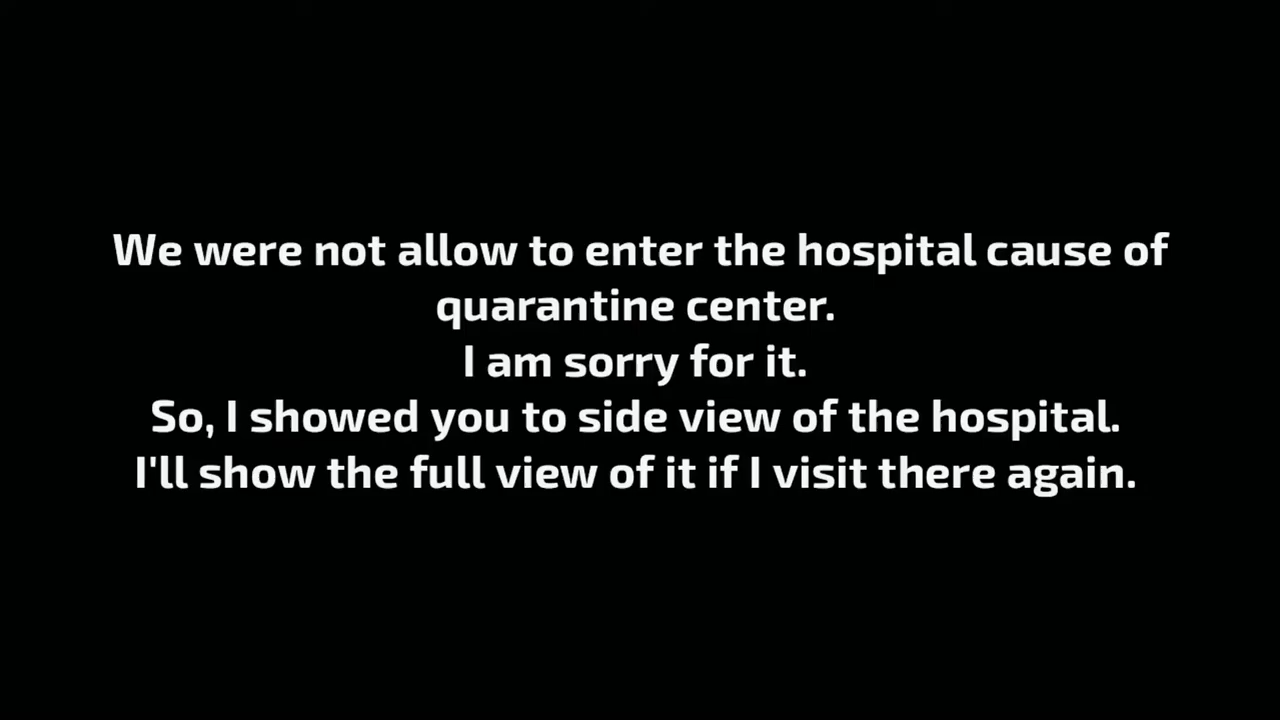 We were not allow to enter the hospital cause of
quarantine center.
I am sorry for it.
So, I showed you to side view of the hospital.
I'll show the full view of it if I visit there again.